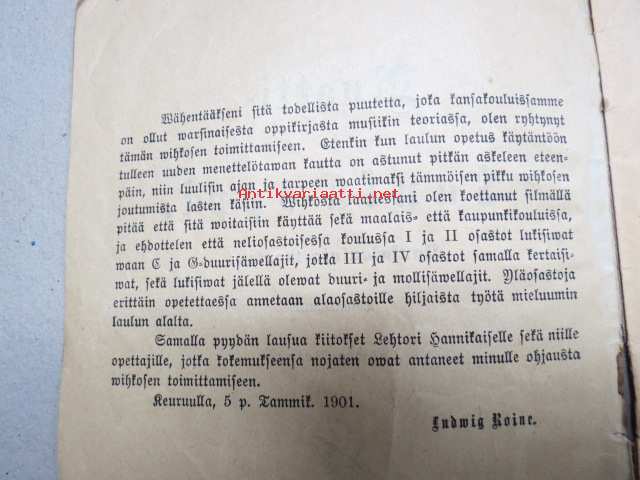 Wähentääkseni sitä todellista puutetta, joka kansakouluissamme
on ollut warsinaisesta oppikirjasta musiikin teoriassa, olen ryhtynyt
tämän wihkosen toimittamiseen. Etenkin kun laulun opetus käytäntöön
tulleen uuden menettelötawan kautta on astunut pitkän askeleen eteen-
päin, niin luulisin ajan ja tarpeen waatimaksi tämmöisen pikku wihkosen
joutumista lasten käsiin. Wihkosta laatiessani olen koettanut silmällä
Antikvariaatti.net
pitää että sitä woitaisiin käyttää sekä maalais- että kaupunkikouluissa,
ja ehdottelen että neliosastoisessa koulussa I ja II osastot lukisiwat
waan C ja G-duurisäwellajit, jotka III ja IV osastot samalla kertaisi-
wat, sekä lukisiwat jälellä olewat duuri- ja mollisäwellajit. Yläosastoja
erittäin opetettaessa annetaan alaosastoille hiljaista työtä mieluumin
laulun alalta.
Samalla pyydän lausua kiitokset Lehtori Hannikaiselle sekä niille
opettajille, jotka kokemukseensa nojaten owat antaneet minulle ohjausta
wihkosen toimittamiseen.
Keuruulla, 5 p. Tammik. 1901.
Ludwig Roine.